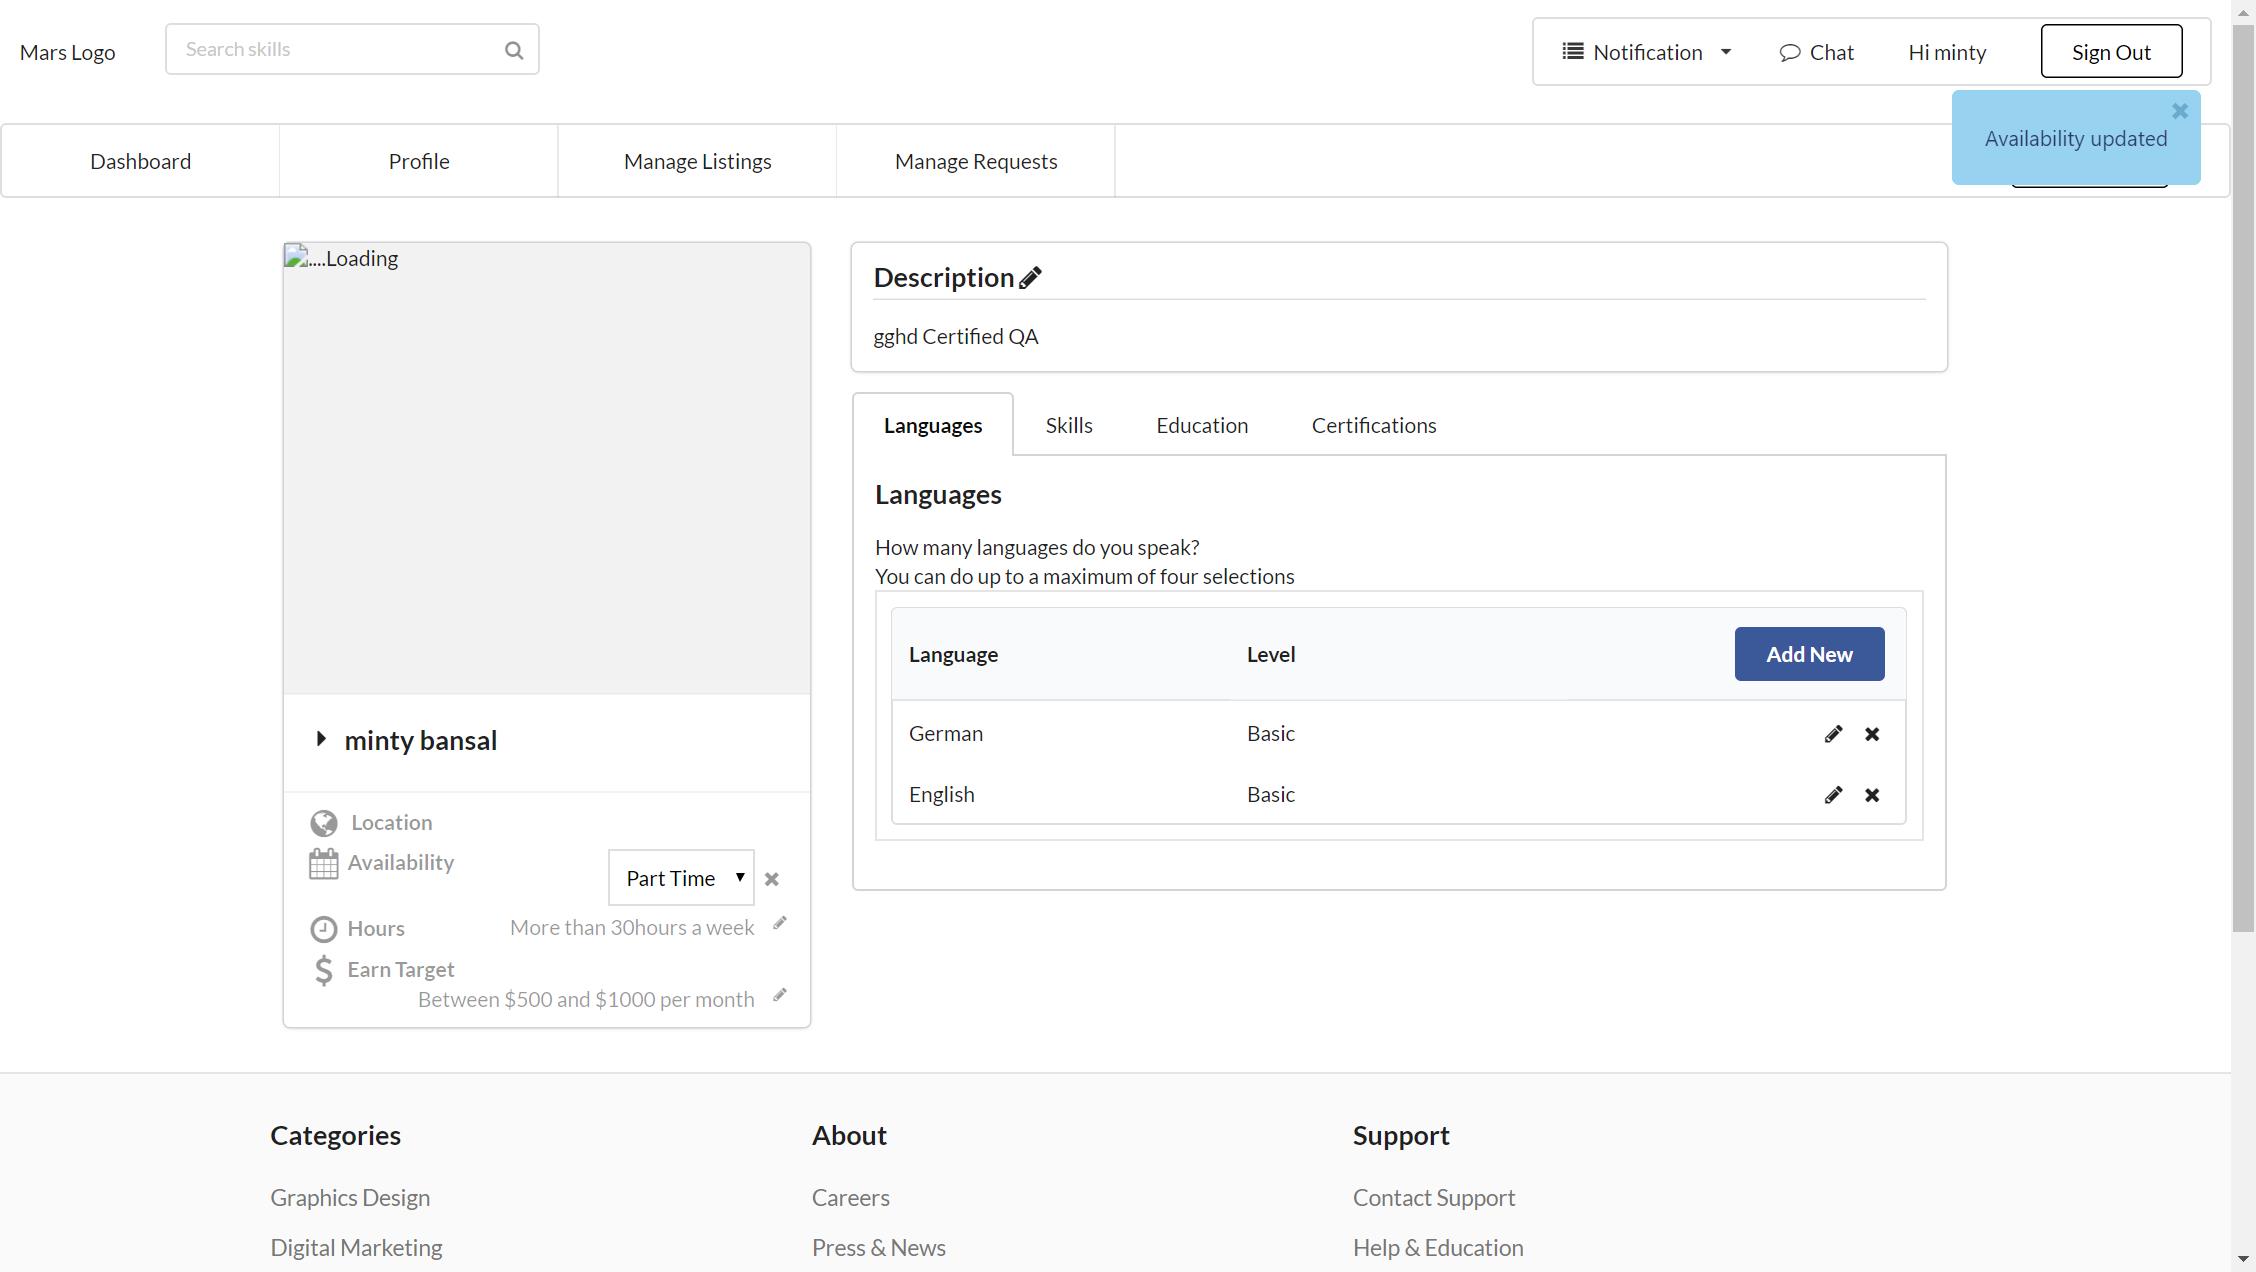 Mars Logo
Search skills
Notification
Chat
Hi minty
Sign Out
Availability updated
Dashboard
Profile
Manage Listings
Manage Requests
....Loading
Description
gghd Certified QA
Languages
Skills
Education
Certifications
Languages
How many languages do you speak?
You can do up to a maximum of four selections
Language
Level
Add New
German
Basic
English
Basic
minty bansal
Location
Availability
Part Time
Hours
More than 30hours a week
Earn Target
Between $500 and $1000 per month
Categories
About
Support
Graphics Design
Careers
Contact Support
Digital Marketing
Press & News
Help & Education